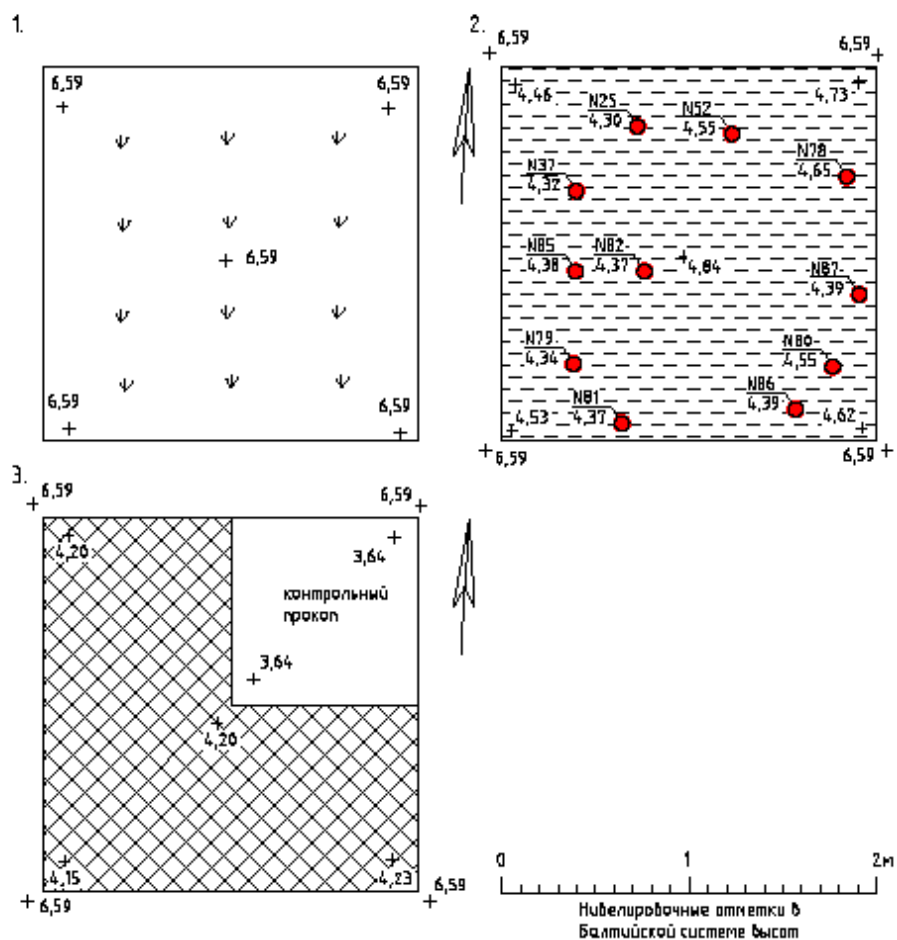 1.
6,59
6,59
6,59
6,59
6,59
2.
6,59
6,59
4,46
4,73
N25
4,30
N52
4,55
N78
4,65
N37
4,32
N85
4,38
N82
4,37
4,84
N87
4,39
N79
4,34
N80
4,55
N81
4,37
N86
4,39
4,53
4,62
6,59
6,59
3.
6,59
6,59
4,20
3,64
контрольный
прокоп
3,64
4,20
4,15
4,23
6,59
6,59
0 1 2м
Нивелировочные отметки в
Балтийской системе высот